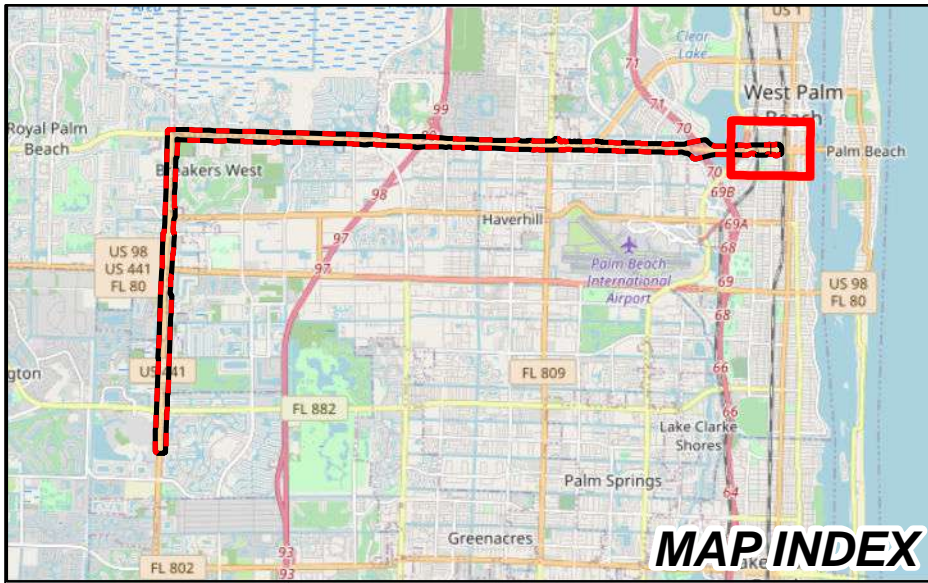 US 1
Clear
Lake
71
71
99
West Palm
Beach
70
Royal Palm
Beach
98
Palm Beach
Breakers West
70
69B
98
Haverhill
69A
97
68
US 98
US 441
FL 80
97
Palm Beach
International
Airport
69
US 98
FL 80
68
66
gton
US 441
FL 809
FL 882
66
Lake Clarke
Shores
Palm Springs
64
Greenacres
93
93
FL 802
MAP INDEX